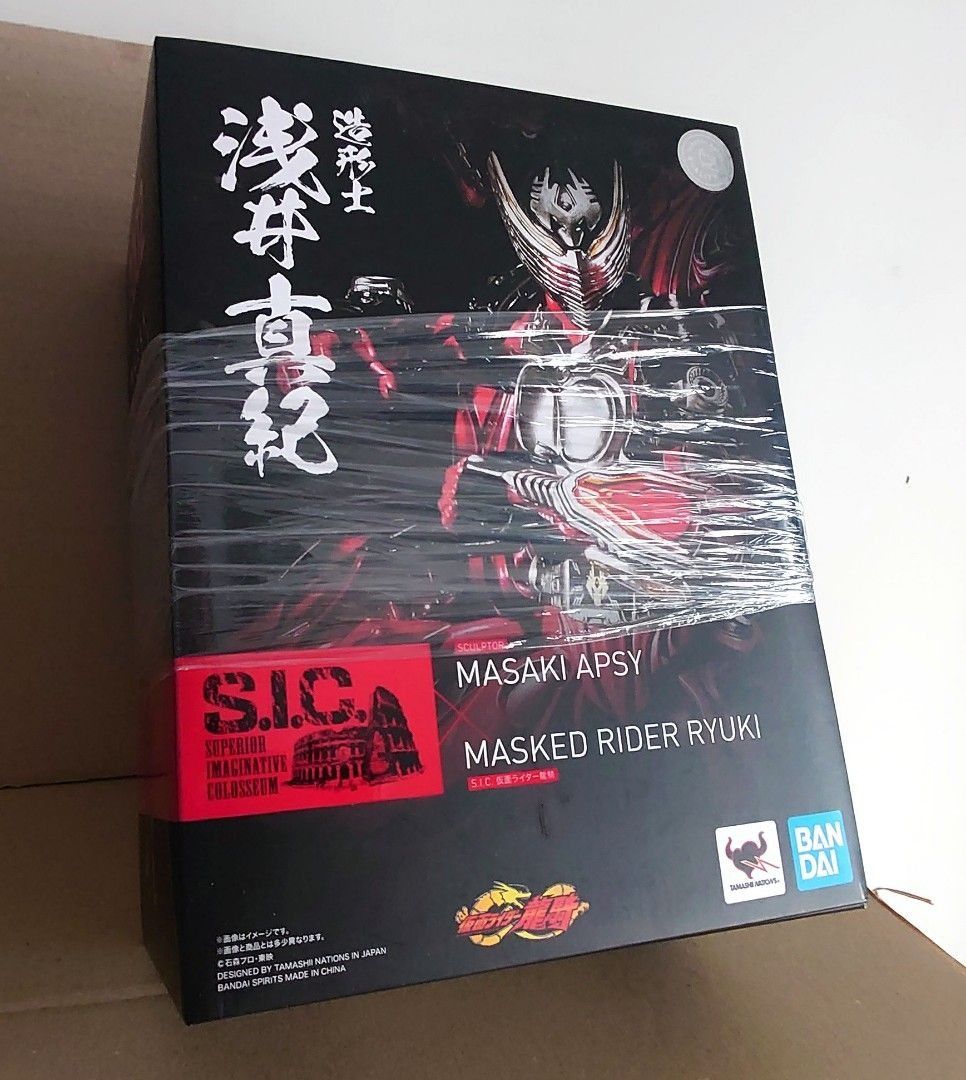 造形士
浅井真紀
S.I.C.
SUPERIOR
IMAGINATIVE
COLOSSEUM
SCULPTOR
MASAKI APSY
×
MASKED RIDER RYUKI
S.I.C. 仮面ライダー龍騎
TAMASHII NATIONS
BAN
DAI
仮面ライダー龍騎
※画像はイメージです。
※画像と商品とは多少異なります。
©石森プロ・東映
DESIGNED BY TAMASHII NATIONS IN JAPAN
BANDAI SPIRITS MADE IN CHINA